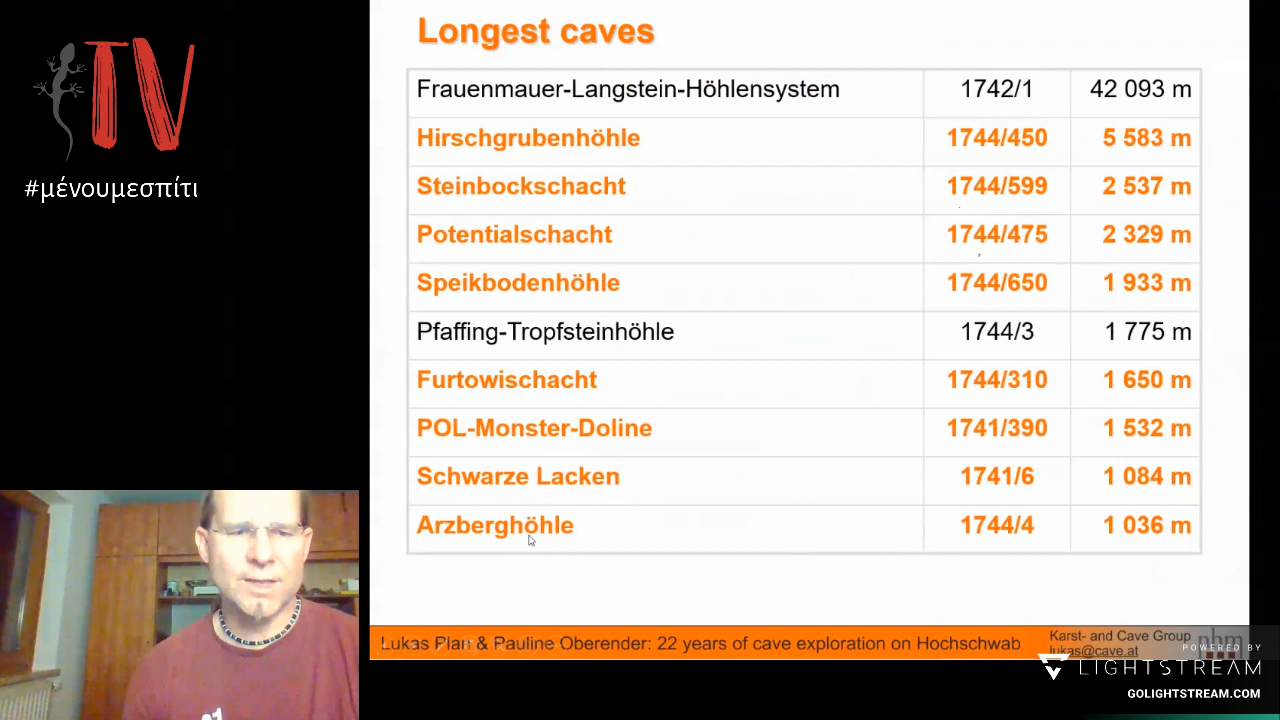 TV
#μένουμεσπίτι
Longest caves
Frauenmauer-Langstein-Höhlensystem 1742/1 42 093 m
Hirschgrubenhöhle 1744/450 5 583 m
Steinbockschacht 1744/599 2 537 m
Potentialschacht 1744/475 2 329 m
Speikbodenhöhle 1744/650 1 933 m
Pfaffing-Tropfsteinhöhle 1744/3 1 775 m
Furtowischacht 1744/310 1 650 m
POL-Monster-Doline 1741/390 1 532 m
Schwarze Lacken 1741/6 1 084 m
Arzberghöhle 1744/4 1 036 m
Lukas Plan & Pauline Oberender: 22 years of cave exploration on Hochschwab
Karst- and Cave Group
lukas@cave.at
nhm
POWERED BY
LIGHTSTREAM
GOLIGHTSTREAM.COM